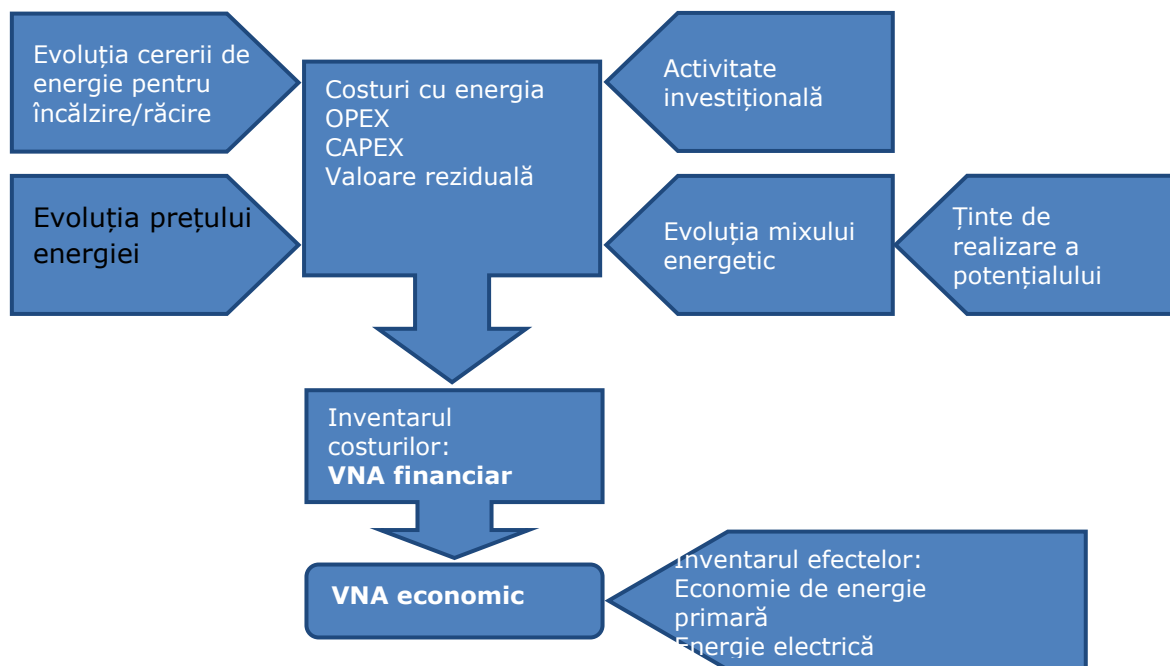 Evoluția cererii de
energie pentru
încălzire/răcire
Costuri cu energia
OPEX
CAPEX
Valoare reziduală
Activitate
investițională
Evoluția prețului
energiei
Evoluția mixului
energetic
Ținte de
realizare a
potențialului
Inventarul
costurilor:
VNA financiar
VNA economic
Inventarul efectelor:
Economie de energie
primară
Energie electrică